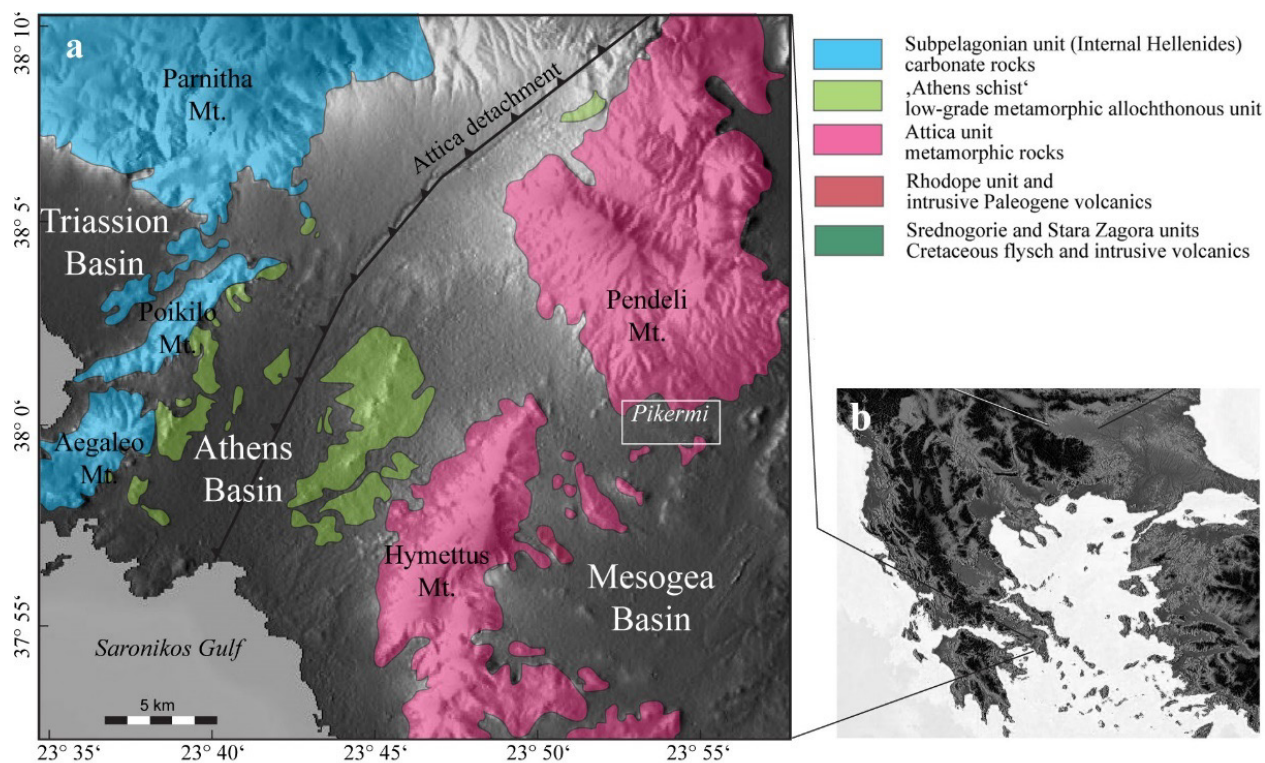 a
38° 10‘
38° 5‘
38° 0‘
37° 55‘
Parnitha
Mt.
Attica detachment
Triassion
Basin
Poikilo
Mt.
Pendeli
Mt.
Pikermi
Aegaleo
Mt.
Athens
Basin
Hymettus
Mt.
Mesogea
Basin
Saronikos Gulf
5 km
23° 35‘
23° 40‘
23° 45‘
23° 50‘
23° 55‘
Subpelagonian unit (Internal Hellenides)
carbonate rocks
‚Athens schist‘
low-grade metamorphic allochthonous unit
Attica unit
metamorphic rocks
Rhodope unit and
intrusive Paleogene volcanics
Srednogorie and Stara Zagora units
Cretaceous flysch and intrusive volcanics
b